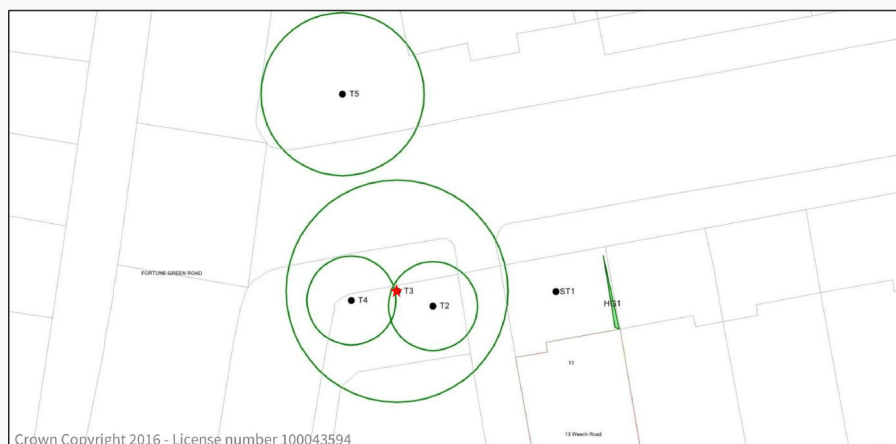 T5
FORTUNE GREEN ROAD
T4
T3
T2
ST1
HG1
13
13 Weech Road
Crown Copyright 2016 - License number 100043594